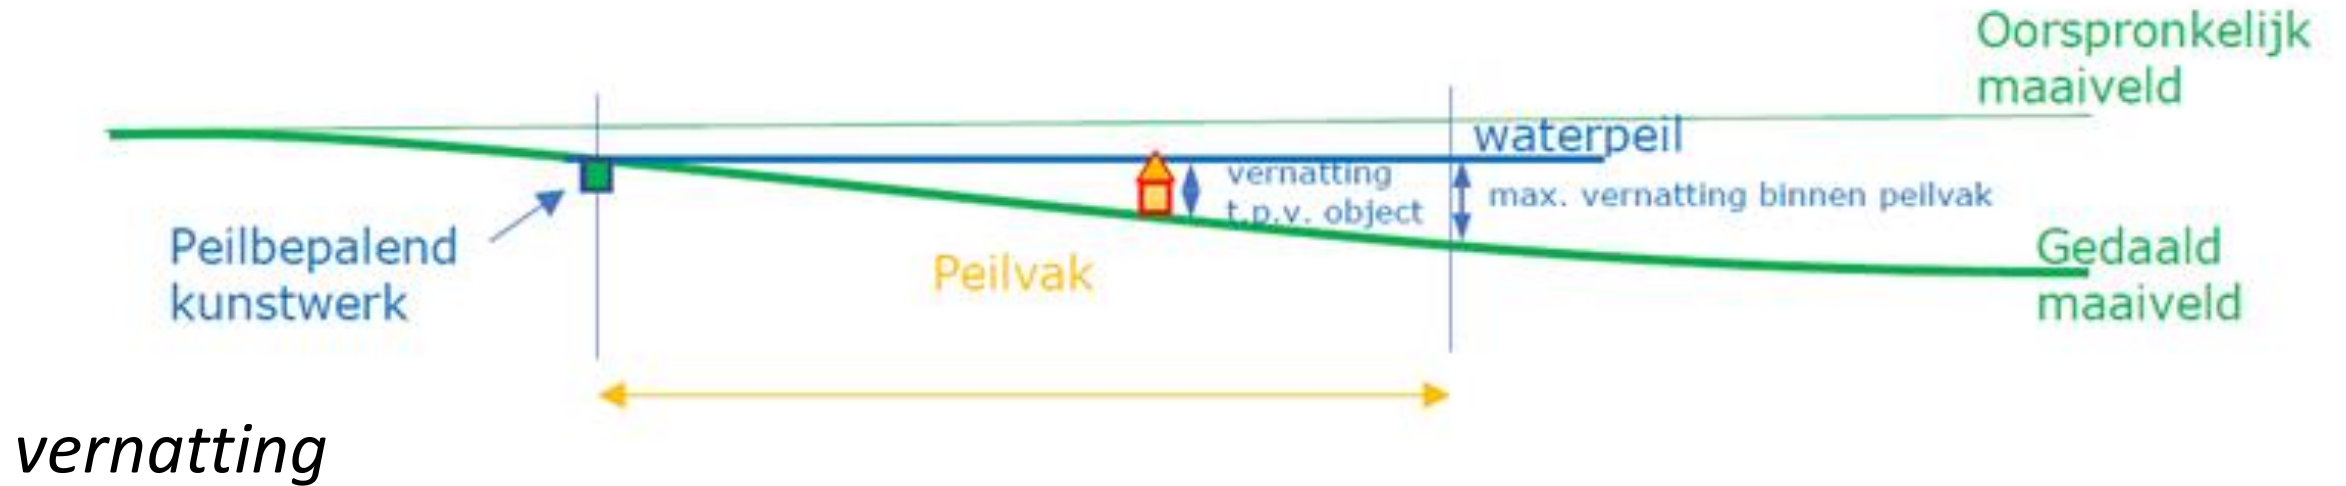 Oorspronkelijk
maaiveld
waterpeil
vernatting
t.p.v. object
max. vernatting binnen peilvak
Peilbepalend
kunstwerk
Peilvak
Gedaald
maaiveld
vernatting